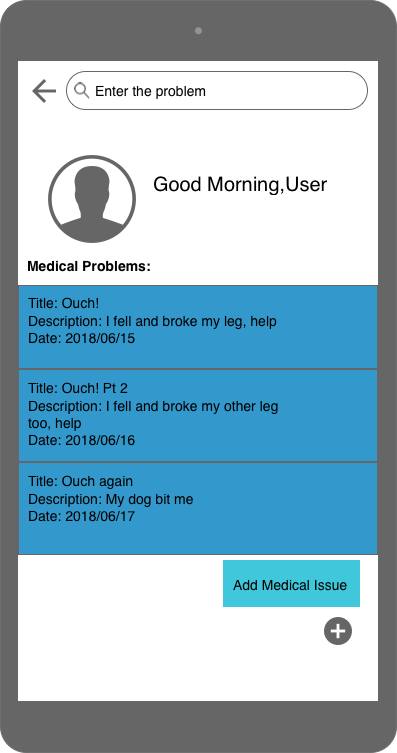 Enter the problem
Good Morning,User
Medical Problems:
Title: Ouch!
Description: I fell and broke my leg, help
Date: 2018/06/15
Title: Ouch! Pt 2
Description: I fell and broke my other leg
too, help
Date: 2018/06/16
Title: Ouch again
Description: My dog bit me
Date: 2018/06/17
Add Medical Issue